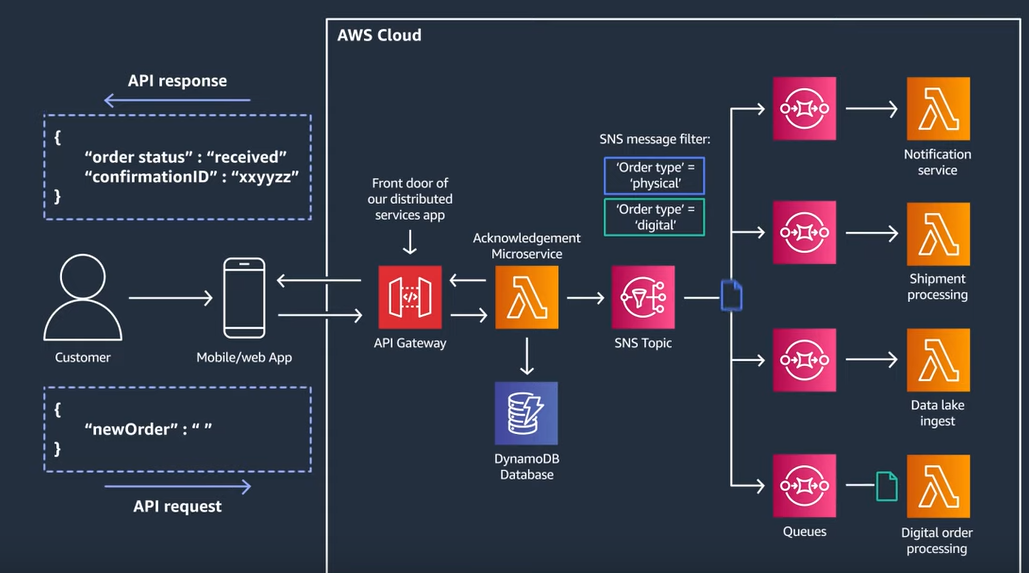 AWS Cloud
API response
{
“order status” : “received”
“confirmationID” : “xxyyzz”
}
SNS message filter:
‘Order type’ =
‘physical’
‘Order type’ =
‘digital’
Front door of
our distributed
services app
Acknowledgement
Microservice
Notification
service
Shipment
processing
Customer
Mobile/web App
API Gateway
SNS Topic
{
“newOrder” : “ ”
}
API request
DynamoDB
Database
Data lake
ingest
Queues
Digital order
processing